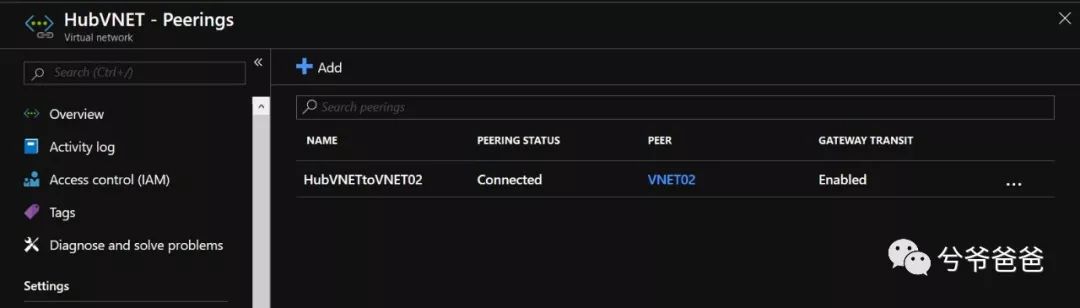 HubVNET - Peerings
Virtual network
Search (Ctrl+/)
Overview
Activity log
Access control (IAM)
Tags
Diagnose and solve problems
Settings
Add
Search peerings
NAME PEERING STATUS PEER GATEWAY TRANSIT
HubVNETtoVNET02 Connected VNET02 Enabled ...
兮爷爸爸